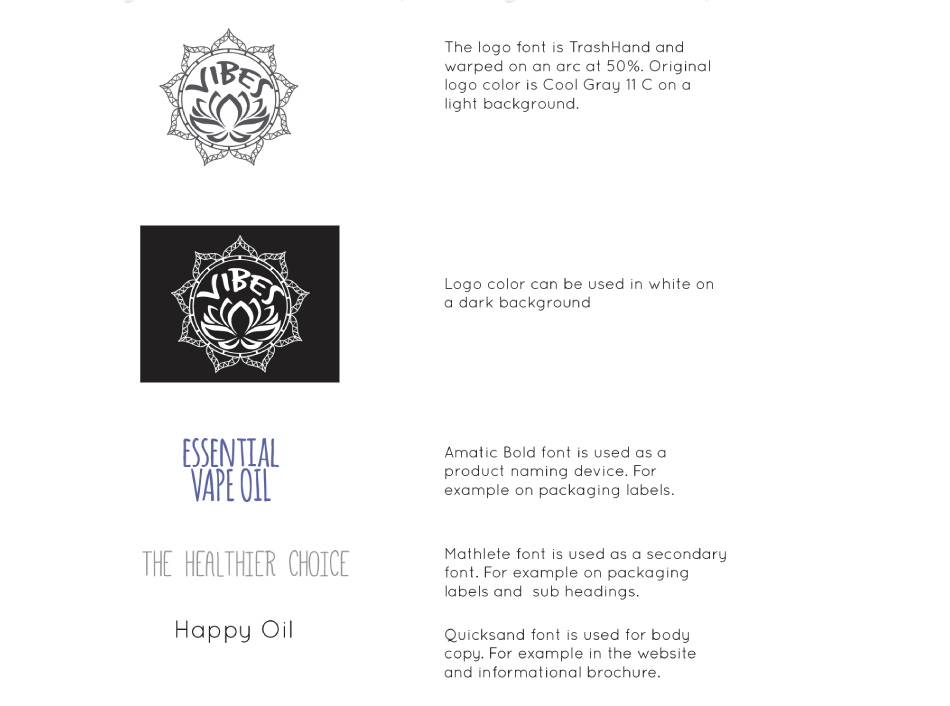 VIBES
The logo font is TrashHand and
warped on an arc at 50%. Original
logo color is Cool Gray 11 C on a
light background.
VIBES
Logo color can be used in white on
a dark background
ESSENTIAL
VAPE OIL
Amatic Bold font is used as a
product naming device. For
example on packaging labels.
THE HEALTHIER CHOICE
Mathlete font is used as a secondary
font. For example on packaging
labels and  sub headings.
Happy Oil
Quicksand font is used for body
copy. For example in the website
and informational brochure.